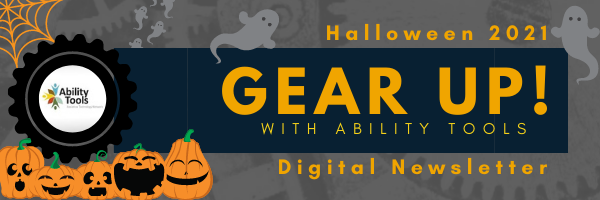 Halloween 2021
Ability
Tools
GEAR UP!
WITH ABILITY TOOLS
Digital Newsletter